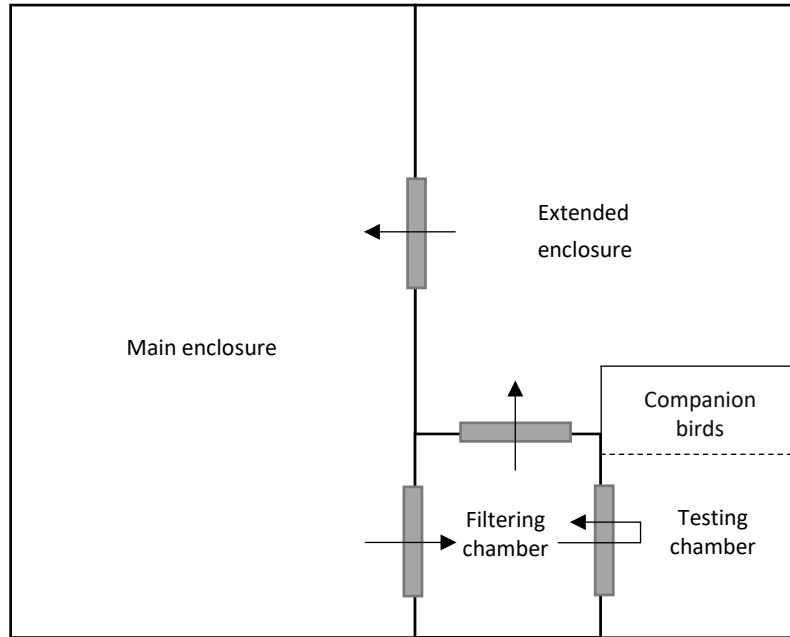 Extended
enclosure
Main enclosure
Companion
birds
Filtering
chamber
Testing
chamber